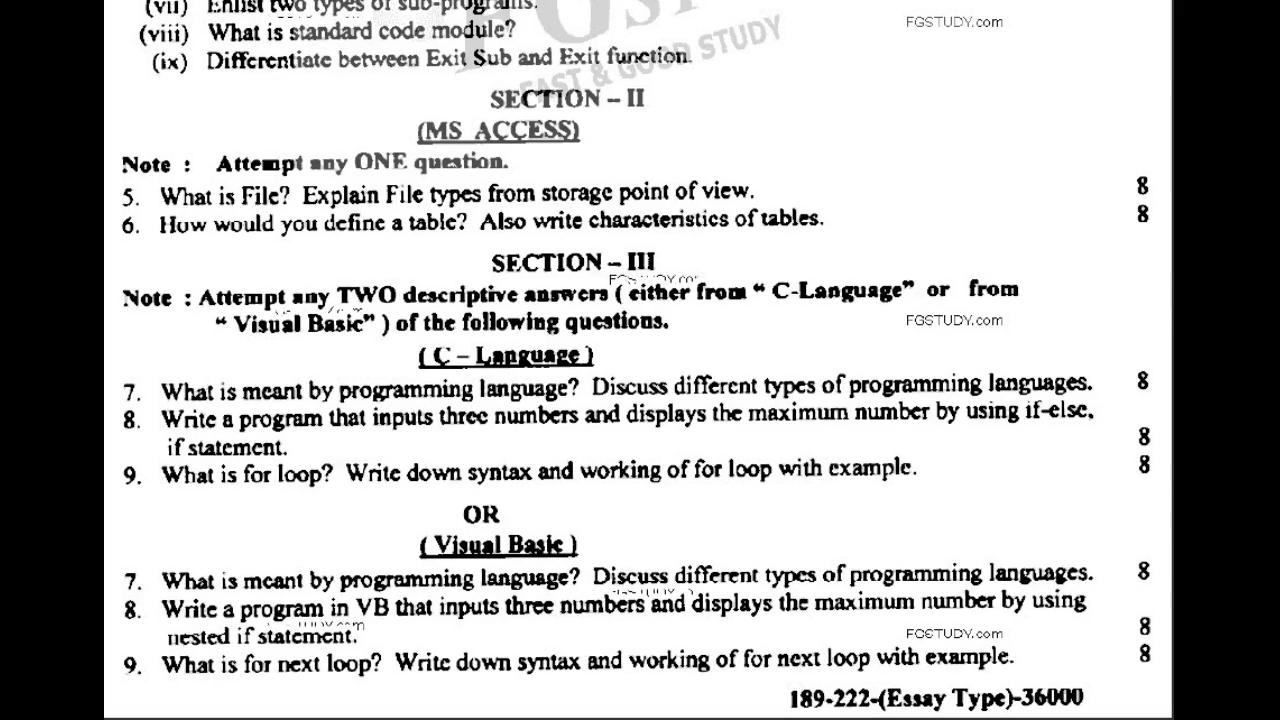 (vii) Enlist two types of sub-programs.
(viii) What is standard code module?
FGSTUDY.com
(ix) Differentiate between Exit Sub and Exit function.
FAST & GOOD STUDY
SECTION – II
(MS ACCESS)
Note : Attempt any ONE question.
5. What is File? Explain File types from storage point of view. 8
6. How would you define a table? Also write characteristics of tables. 8
SECTION – III
Note : Attempt any TWO descriptive answers ( either from “ C-Language” or from
“ Visual Basic” ) of the following questions.
FGSTUDY.com
( C – Language )
7. What is meant by programming language? Discuss different types of programming languages. 8
8. Write a program that inputs three numbers and displays the maximum number by using if-else,
if statement. 8
9. What is for loop? Write down syntax and working of for loop with example. 8
OR
( Visual Basic )
7. What is meant by programming language? Discuss different types of programming languages. 8
8. Write a program in VB that inputs three numbers and displays the maximum number by using
nested if statement. 8
FGSTUDY.com
9. What is for next loop? Write down syntax and working of for next loop with example. 8
189-222-(Essay Type)-36000